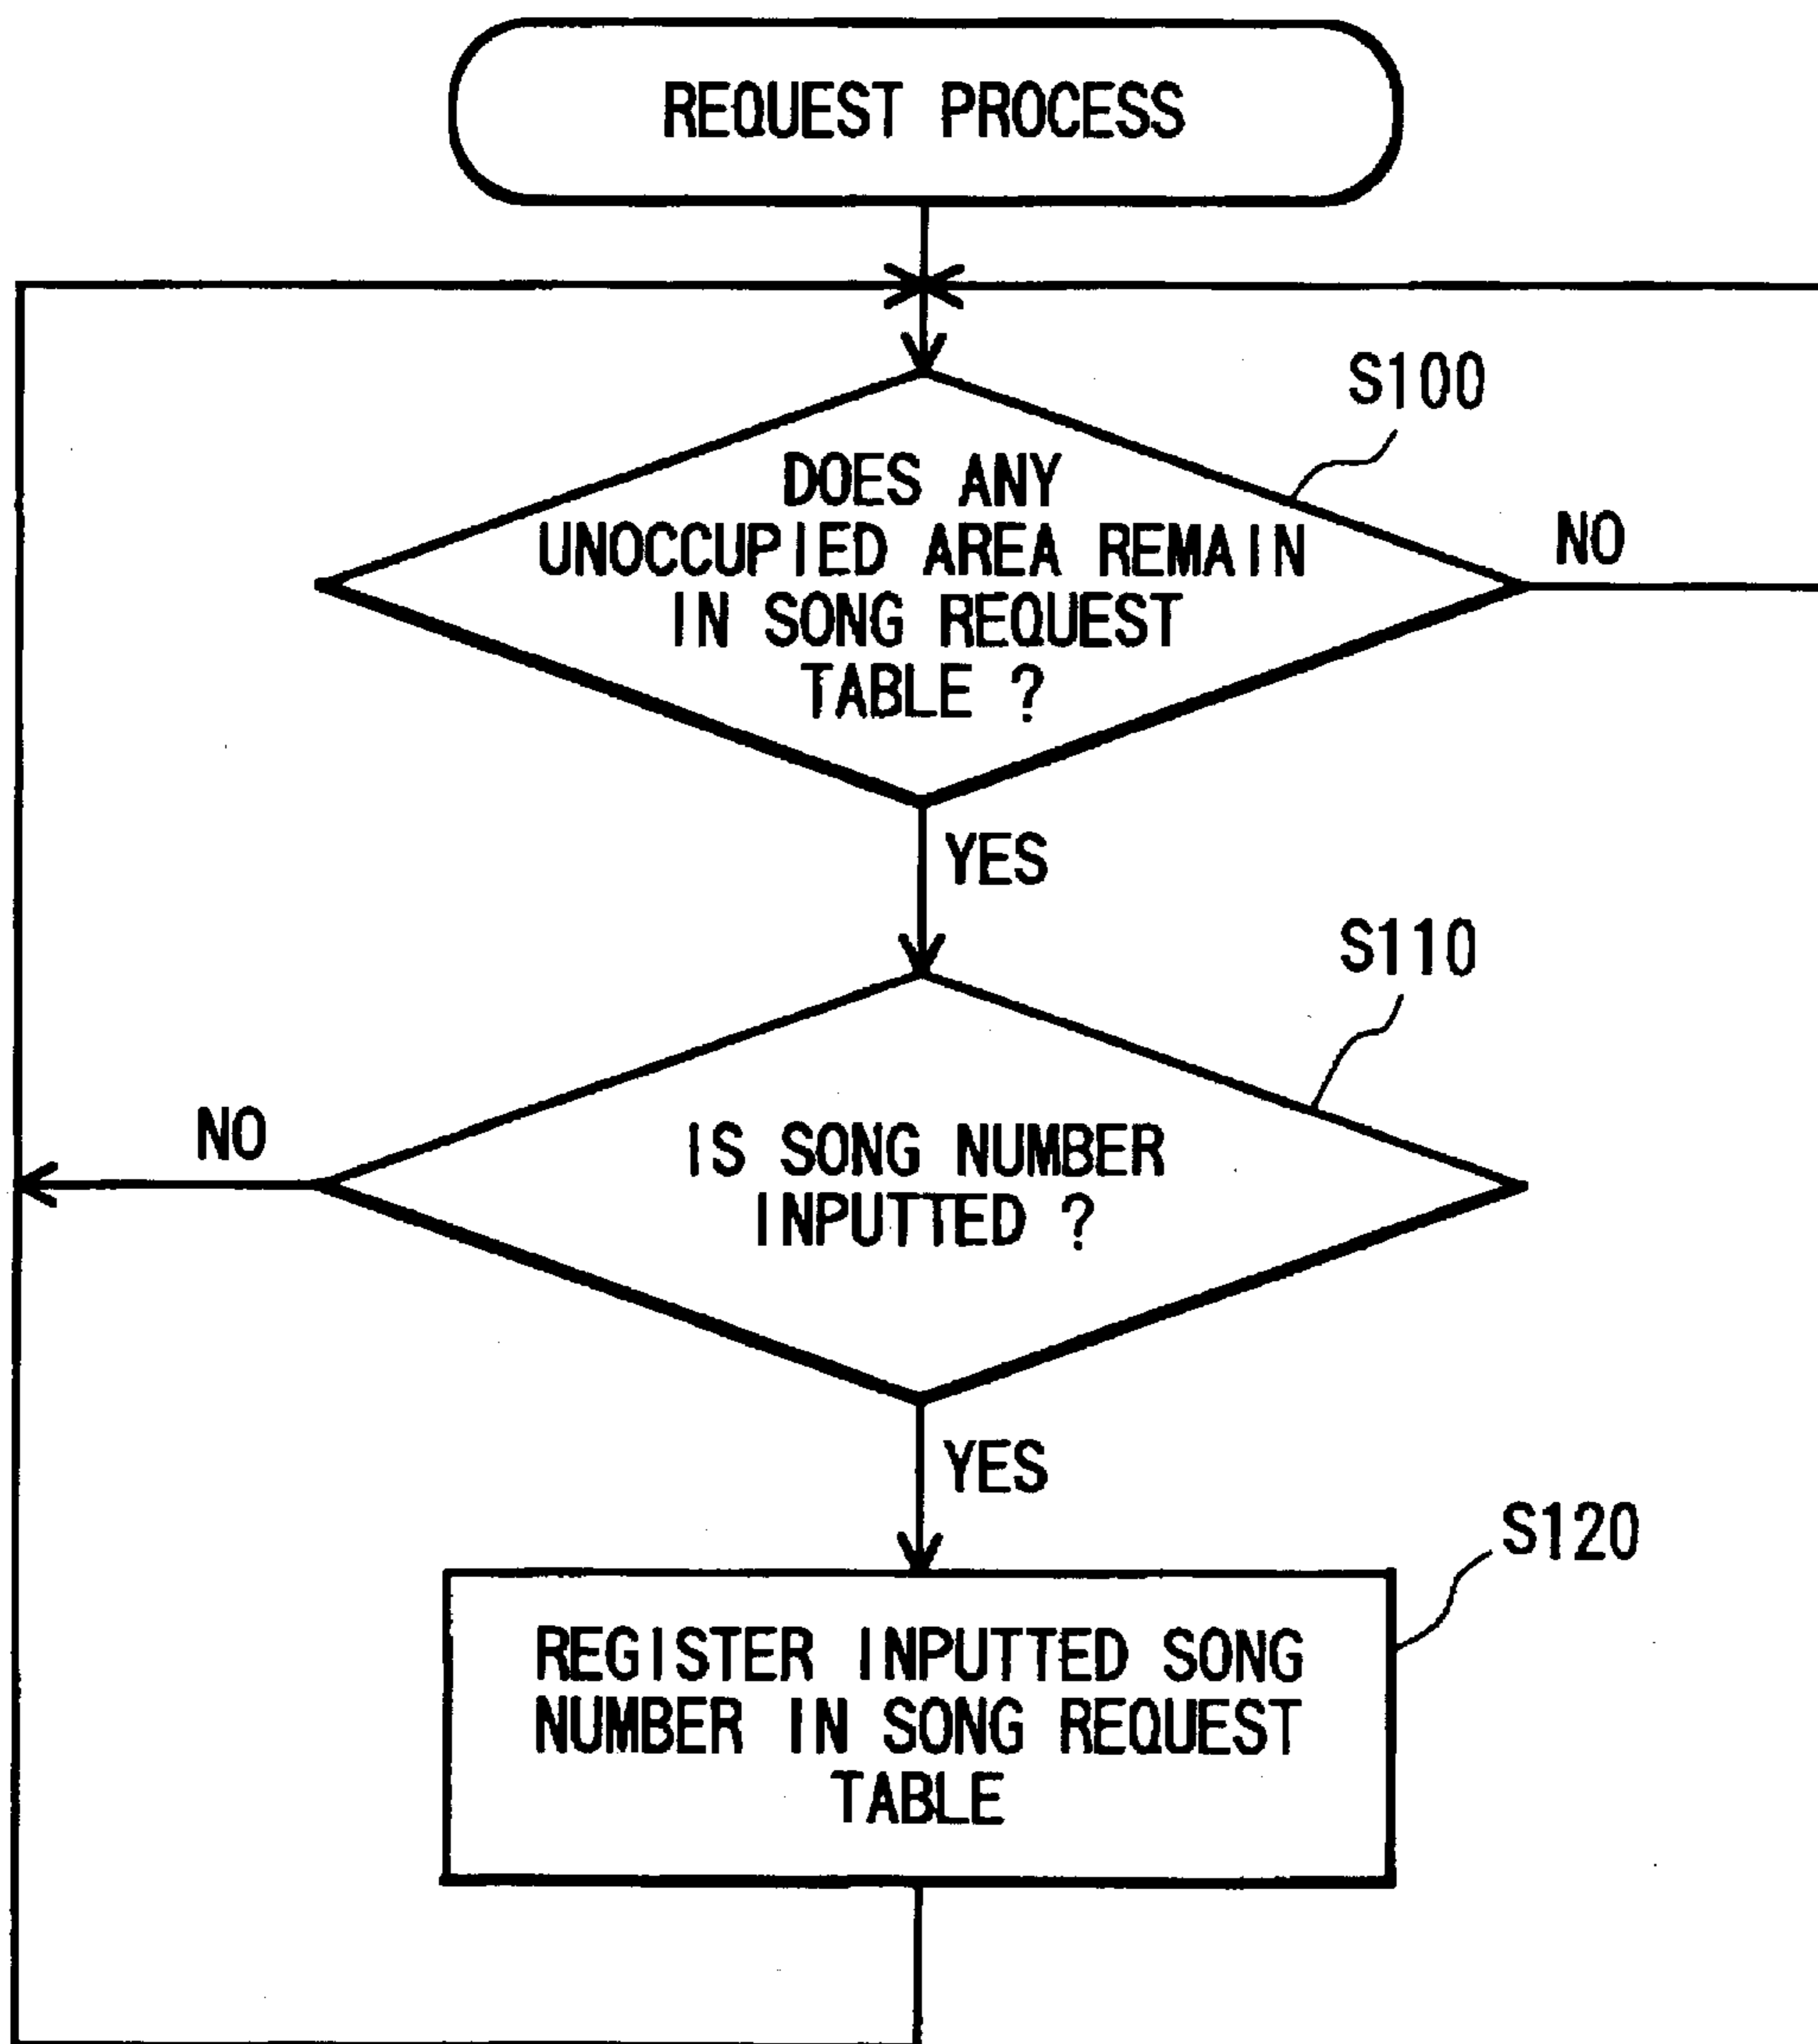 REQUEST PROCESS
S100
DOES ANY
UNOCCUPIED AREA REMAIN
IN SONG REQUEST
TABLE ?
NO
YES
S110
IS SONG NUMBER
INPUTTED ?
NO
YES
S120
REGISTER INPUTTED SONG
NUMBER IN SONG REQUEST
TABLE